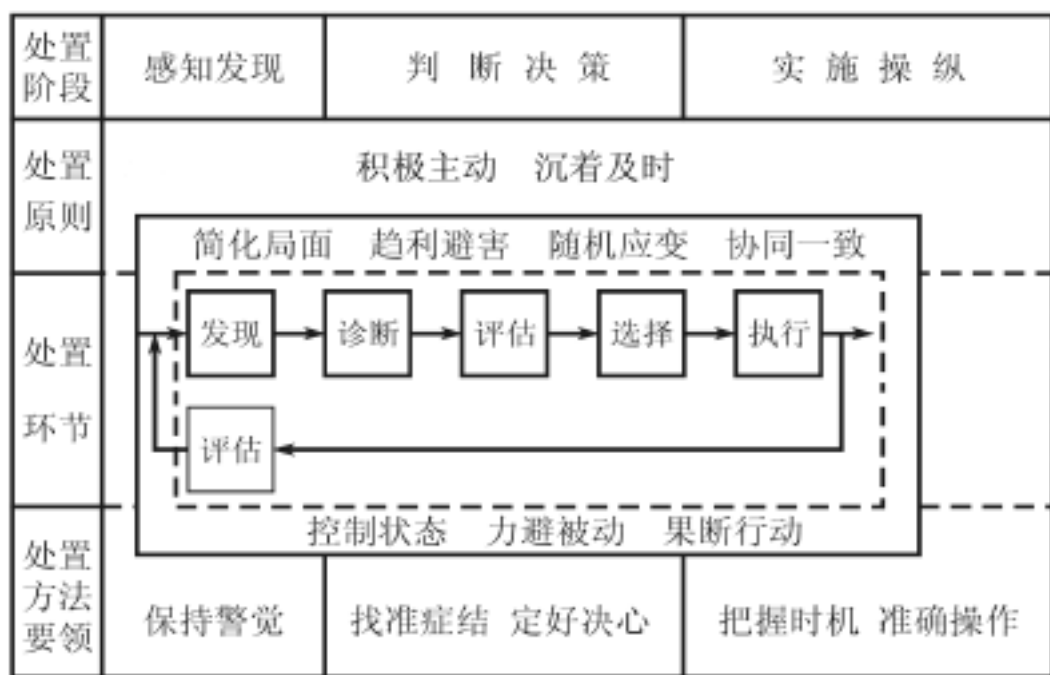 处置阶段 感知发现 判断决策 实施操纵
处置原则 积极主动 沉着及时
简化局面 趋利避害 随机应变 协同一致
处置环节 发现 诊断 评估 选择 执行
评估
控制状态 力避被动 果断行动
处置方法要领 保持警觉 找准症结 定好决心 把握时机 准确操作